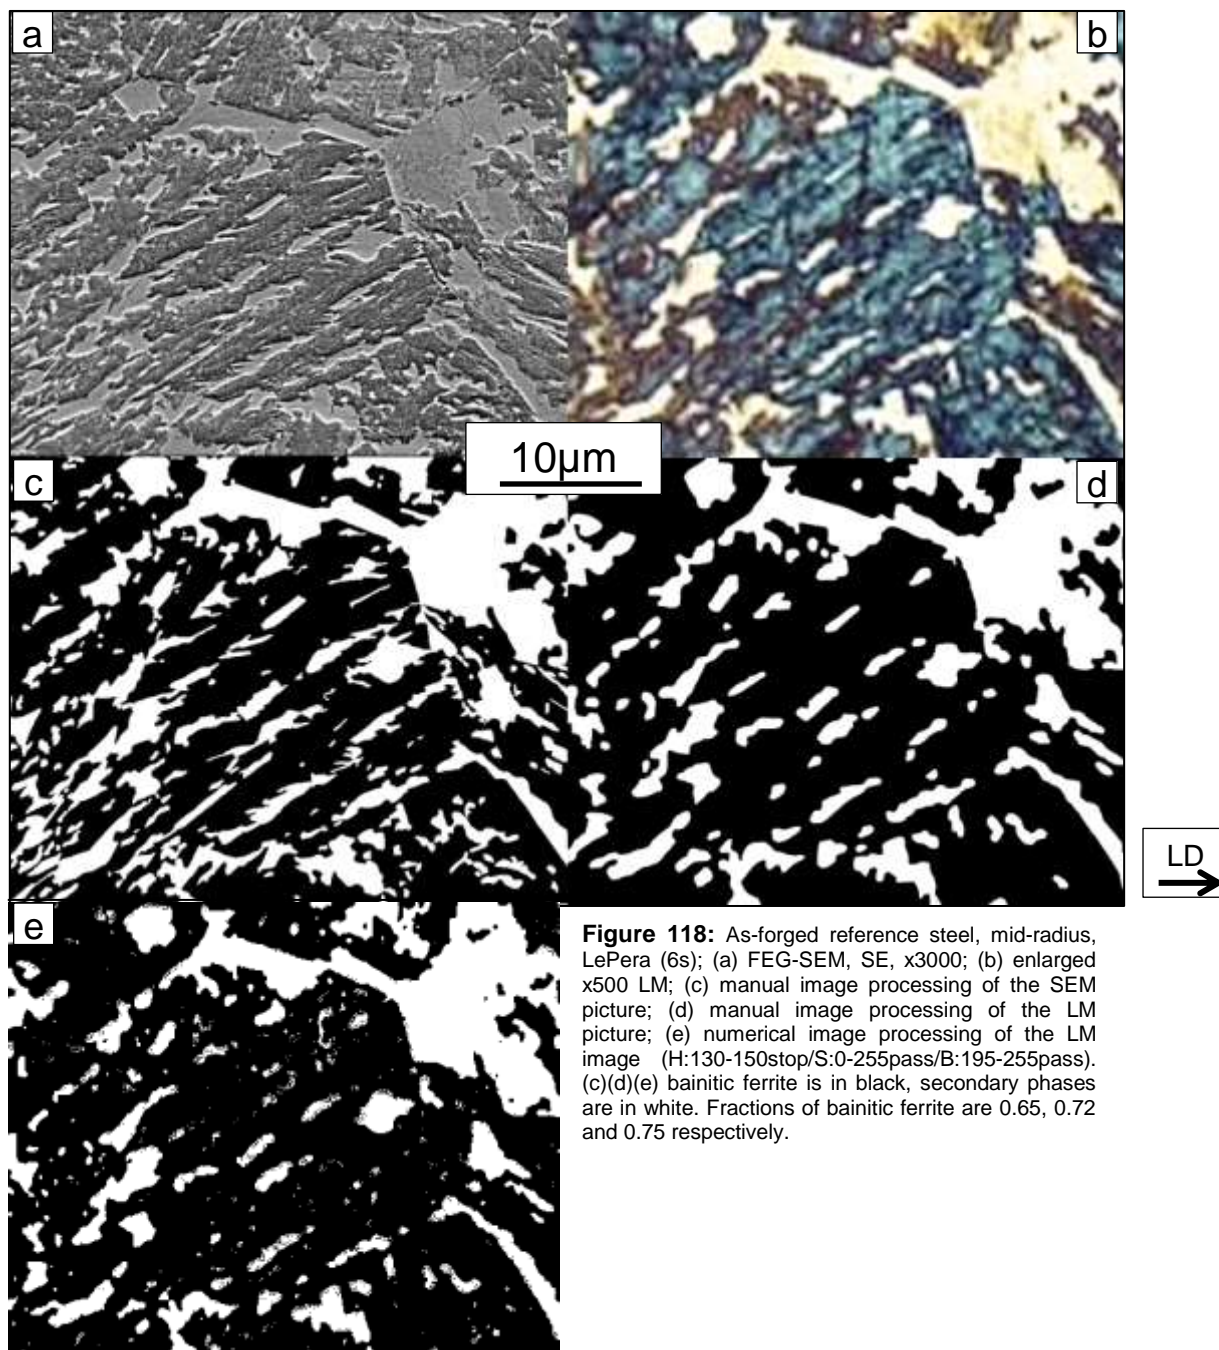 a
b
10µm
c
d
LD
e
Figure 118: As-forged reference steel, mid-radius,
LePera (6s); (a) FEG-SEM, SE, x3000; (b) enlarged
x500 LM; (c) manual image processing of the SEM
picture; (d) manual image processing of the LM
picture; (e) numerical image processing of the LM
image (H:130-150stop/S:0-255pass/B:195-255pass).
(c)(d)(e) bainitic ferrite is in black, secondary phases
are in white. Fractions of bainitic ferrite are 0.65, 0.72
and 0.75 respectively.